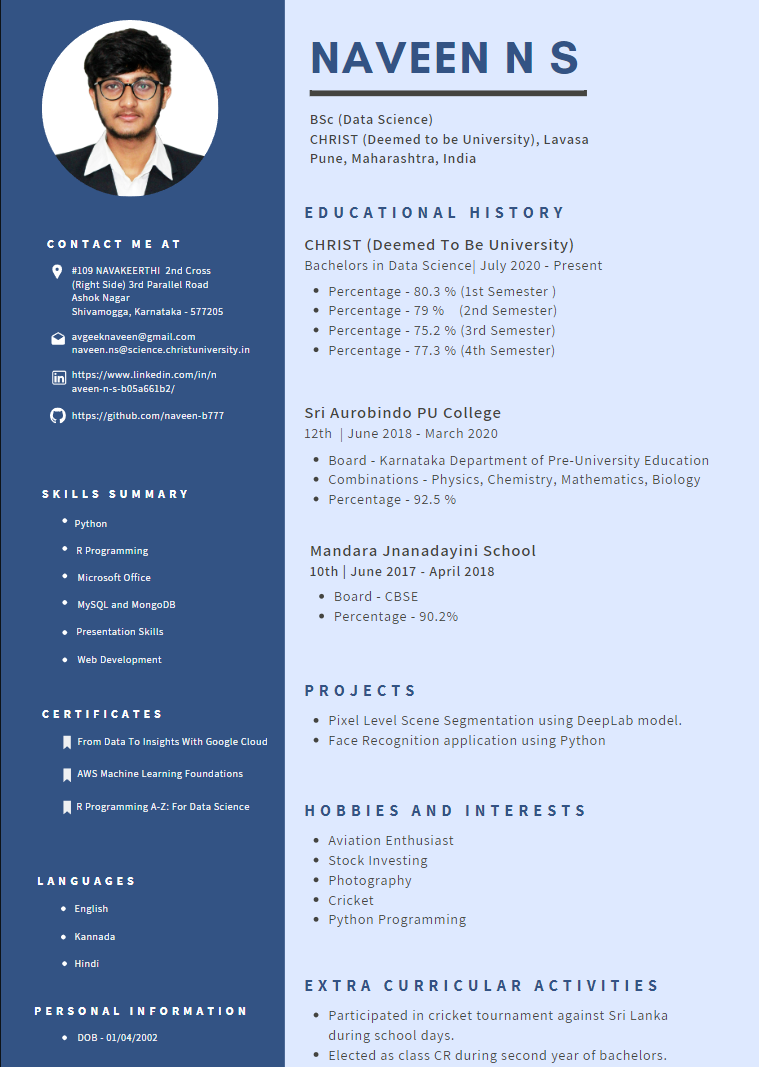 NAVEEN N S
BSc (Data Science)
CHRIST (Deemed to be University), Lavasa
Pune, Maharashtra, India
CONTACT ME AT
#109 NAVAKEERTHI 2nd Cross
(Right Side) 3rd Parallel Road
Ashok Nagar
Shivamogga, Karnataka - 577205
avgeeknaveen@gmail.com
naveen.ns@science.christuniversity.in
https://www.linkedin.com/in/n
aveen-n-s-b05a661b2/
https://github.com/naveen-b777
SKILLS SUMMARY
Python
R Programming
Microsoft Office
MySQL and MongoDB
Presentation Skills
Web Development
CERTIFICATES
From Data To Insights With Google Cloud
AWS Machine Learning Foundations
R Programming A-Z: For Data Science
LANGUAGES
English
Kannada
Hindi
PERSONAL INFORMATION
DOB - 01/04/2002
EDUCATIONAL HISTORY
CHRIST (Deemed To Be University)
Bachelors in Data Science| July 2020 - Present
Percentage - 80.3 % (1st Semester )
Percentage - 79 % (2nd Semester)
Percentage - 75.2 % (3rd Semester)
Percentage - 77.3 % (4th Semester)
Sri Aurobindo PU College
12th | June 2018 - March 2020
Board - Karnataka Department of Pre-University Education
Combinations - Physics, Chemistry, Mathematics, Biology
Percentage - 92.5 %
Mandara Jnanadayini School
10th | June 2017 - April 2018
Board - CBSE
Percentage - 90.2%
PROJECTS
Pixel Level Scene Segmentation using DeepLab model.
Face Recognition application using Python
HOBBIES AND INTERESTS
Aviation Enthusiast
Stock Investing
Photography
Cricket
Python Programming
EXTRA CURRICULAR ACTIVITIES
Participated in cricket tournament against Sri Lanka
during school days.
Elected as class CR during second year of bachelors.